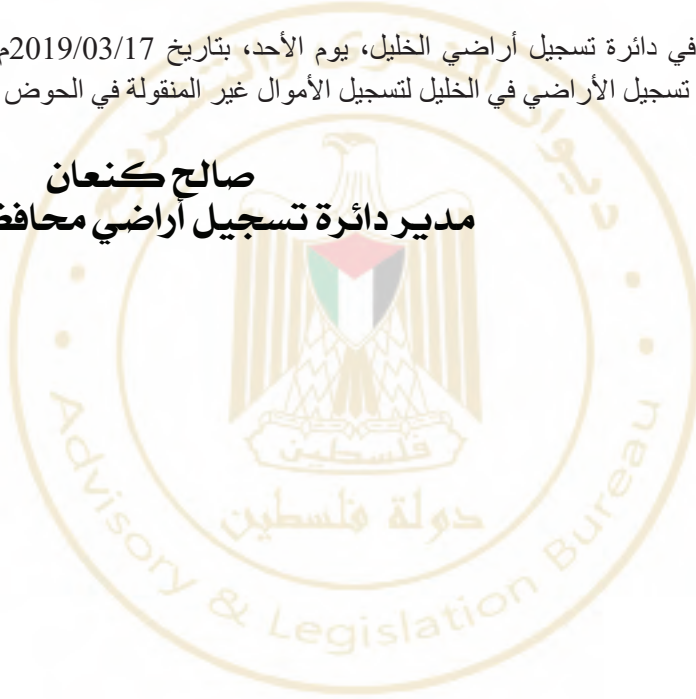 في دائرة تسجيل أراضي الخليل، يوم الأحد، بتاريخ 2019/03/17م
تسجيل الأراضي في الخليل لتسجيل الأموال غير المنقولة في الحوض
صالح كنعان
مدير دائرة تسجيل أراضي
فلسطين
دولة فلسطين
Advisory & Legislation Bureau